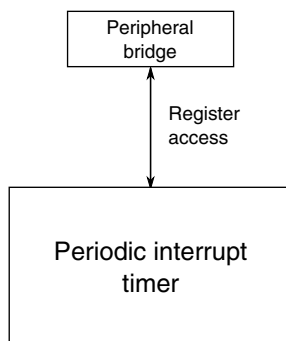 Peripheral
bridge
Register
access
Periodic interrupt
timer